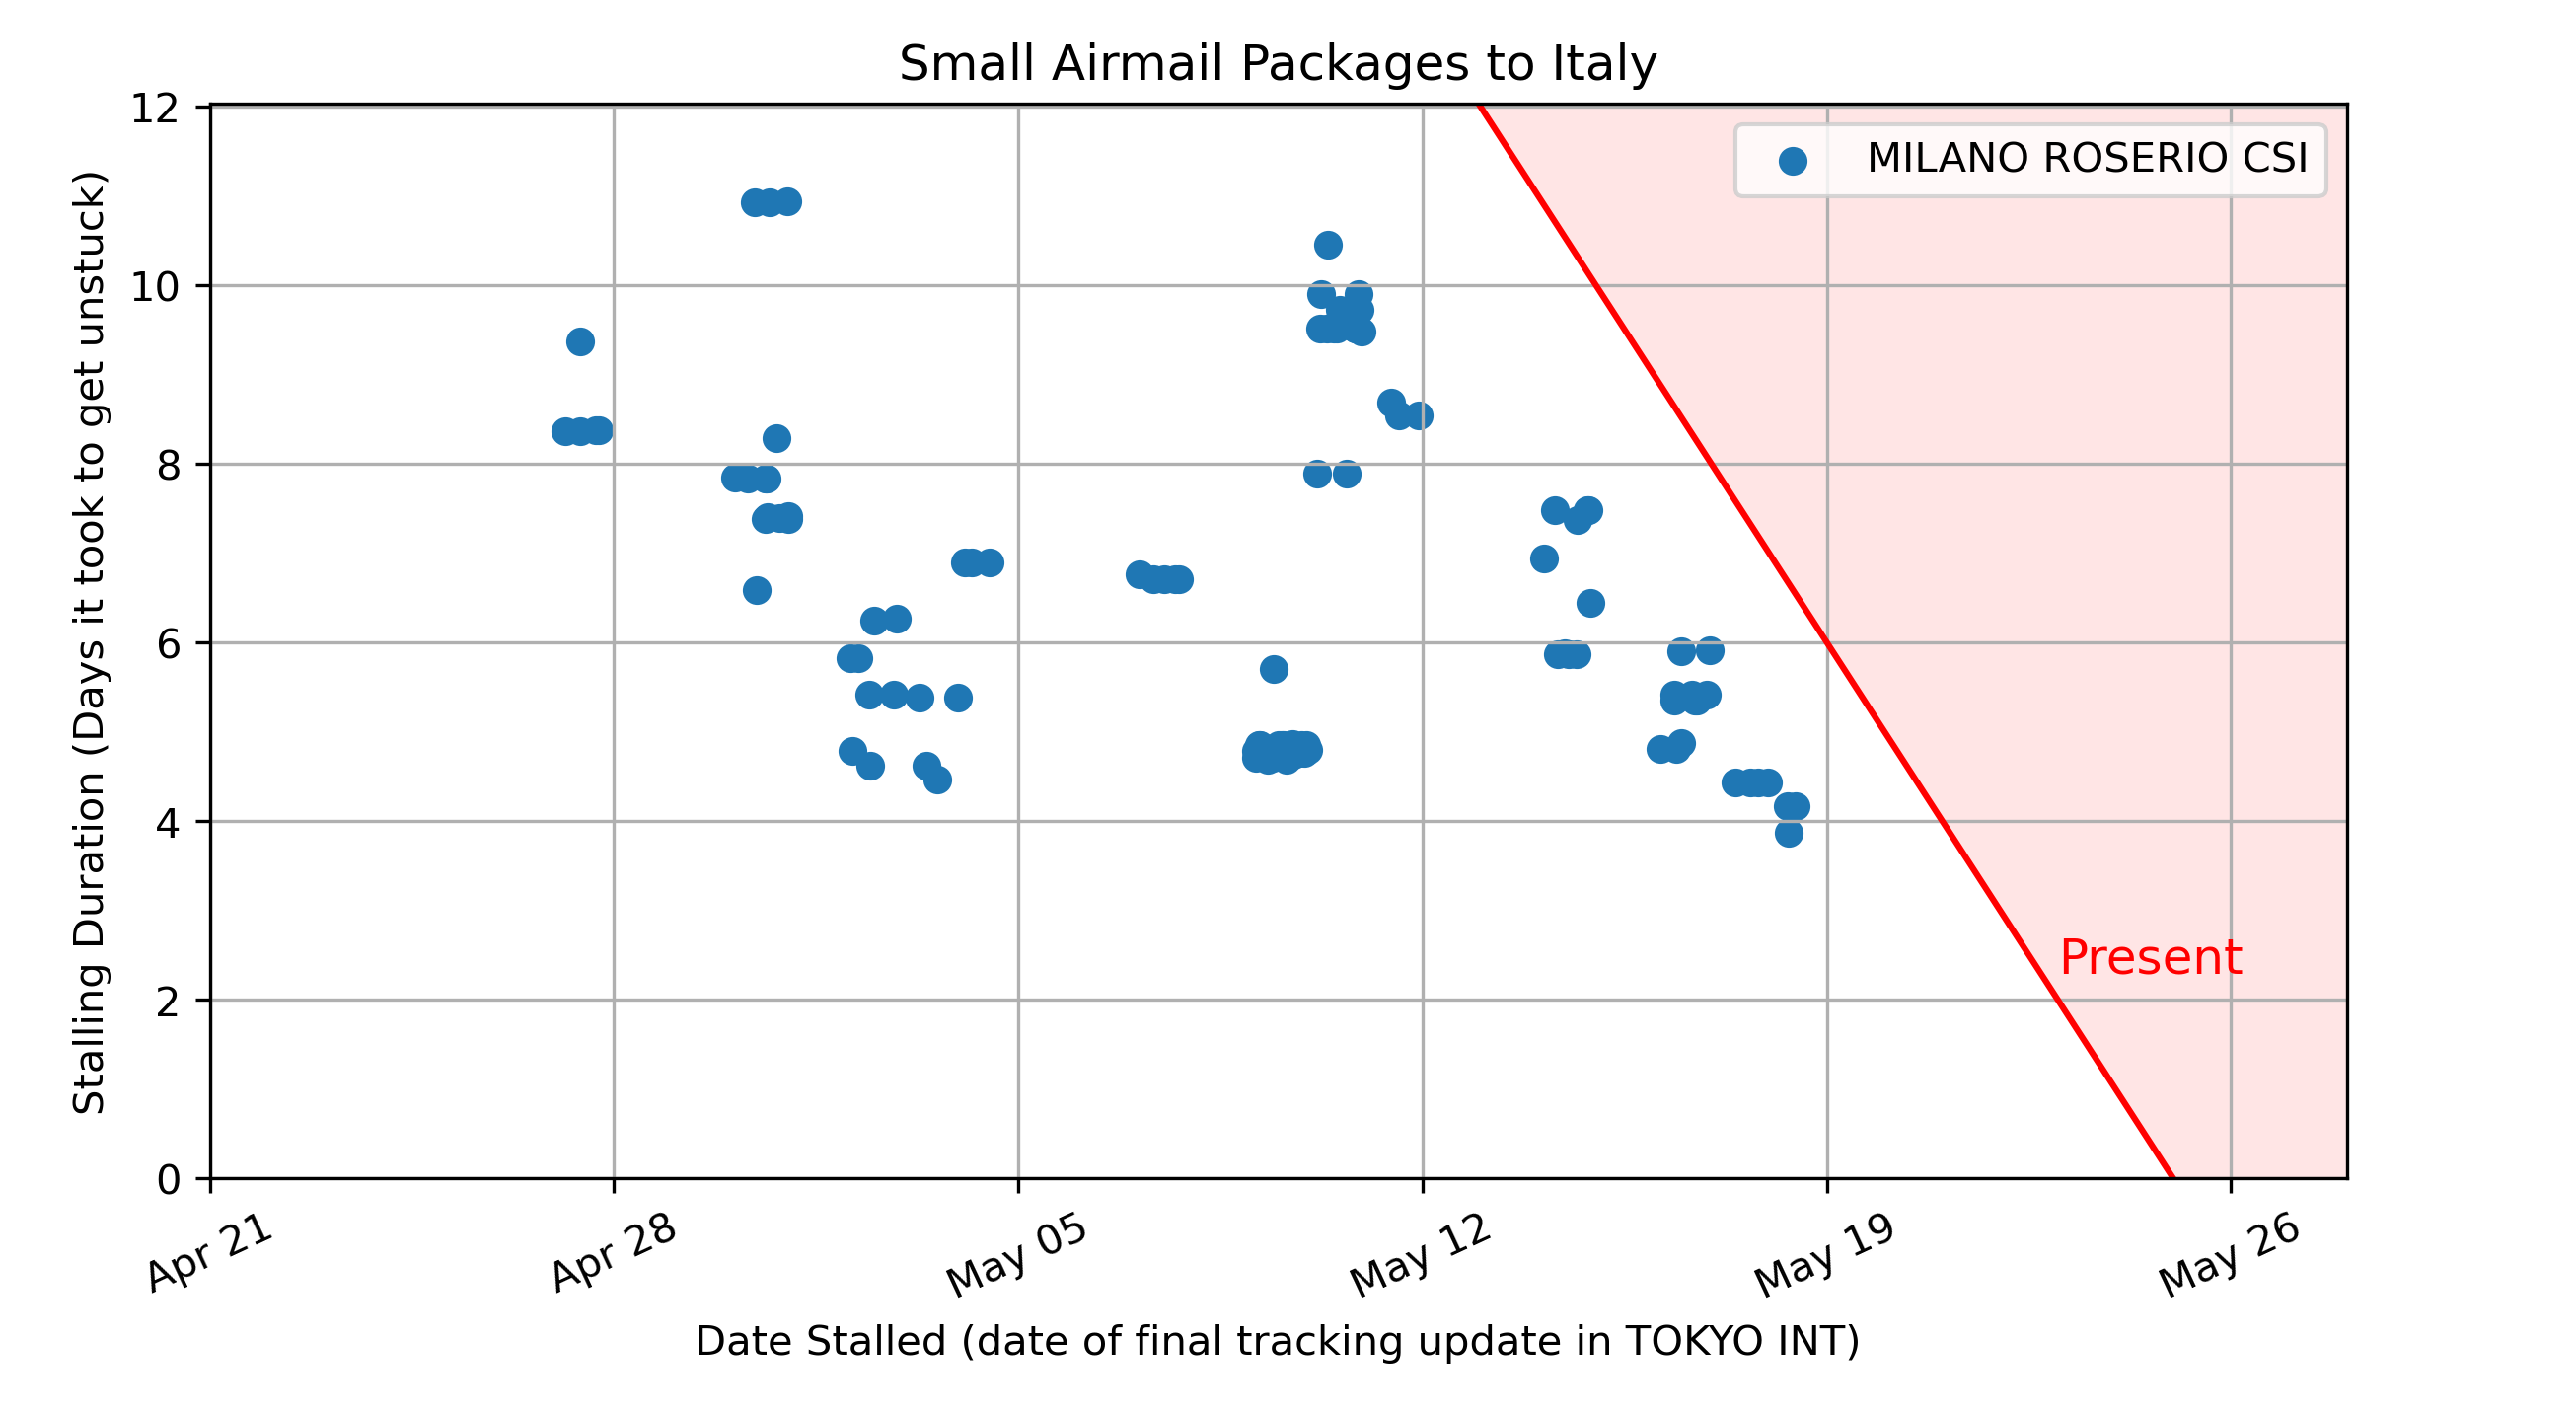 Small Airmail Packages to Italy
MILANO ROSERIO CSI
Stalling Duration (Days it took to get unstuck)
12
10
8
6
4
2
0
Present
Apr 21
Apr 28
May 05
May 12
May 19
May 26
Date Stalled (date of final tracking update in TOKYO INT)